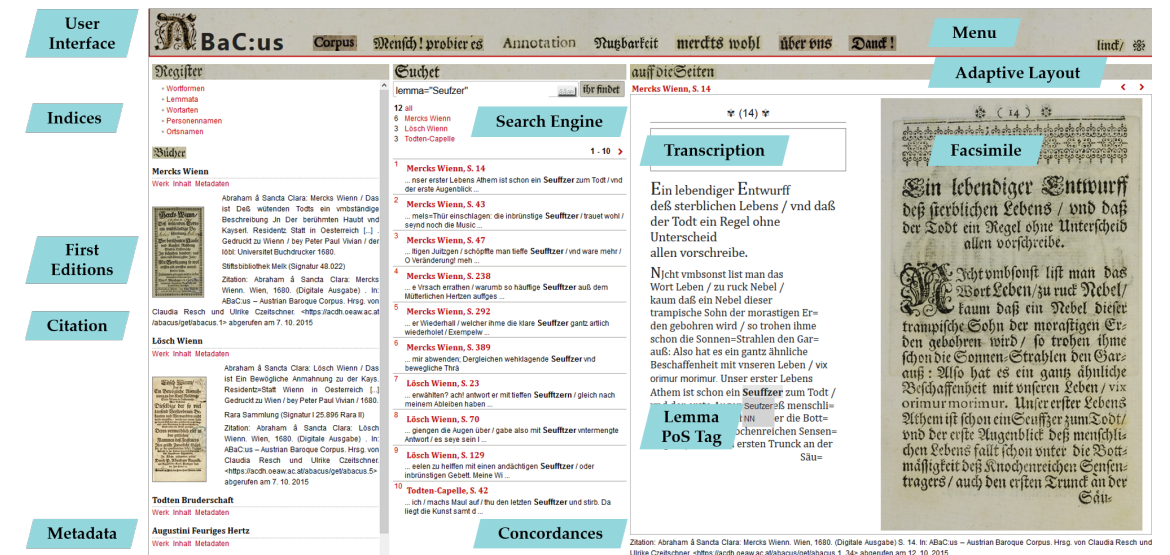 User
Interface
ABaC:us
Corpus
Mensch! probier es
Annotation
Nutzbarkeit
merckts wohl
über vns
Danck!
Menu
linck/
Adaptive Layout
Register
Wortformen
Lemmata
Wortarten
Personennamen
Ortsnamen
Indices
Bücher
Mercks Wienn
Werk Inhalt Metadaten
Abraham â Sancta Clara: Mercks Wienn / Das
ist Deß wütenden Todts ein vmbständige
Beschreibung Jn Der berühmten Haubt vnd
Kayserl. Residentz Statt in Oesterreich [...] .
Gedruckt zu Wienn / bey Peter Paul Vivian / der
löbl: Universitet Buchdrucker 1680.
Stiftsbibliothek Melk (Signatur 48.022)
Zitation: Abraham â Sancta Clara: Mercks
Wienn. Wien, 1680. (Digitale Ausgabe) . In:
ABaC:us – Austrian Baroque Corpus. Hrsg. von
Claudia Resch und Ulrike Czeitschner. <https://acdh.oeaw.ac.at
/abacus/get/abacus.1> abgerufen am 7. 10. 2015
First
Editions
Citation
Lösch Wienn
Werk Inhalt Metadaten
Abraham â Sancta Clara: Lösch Wienn / Das
ist Ein Bewögliche Anmahnung zu der Kays.
Residentz=Statt Wienn in Oesterreich [...]
Gedruckt zu Wien / bey Peter Paul Vivian / 1680.
Rara Sammlung (Signatur I 25.896 Rara II)
Zitation: Abraham â Sancta Clara: Lösch
Wienn. Wien, 1680. (Digitale Ausgabe) . In:
ABaC:us – Austrian Baroque Corpus. Hrsg. von
Claudia Resch und Ulrike Czeitschner.
<https://acdh.oeaw.ac.at/abacus/get/abacus.5>
abgerufen am 7. 10. 2015
Todten Bruderschaft
Werk Inhalt Metadaten
Augustini Feuriges Hertz
Werk Inhalt Metadaten
Metadata
Suchet
lemma="Seufzer"
ihr findet
12 all
6 Mercks Wienn
3 Lösch Wienn
3 Todten-Capelle
Search Engine
1 - 10 >
1 Mercks Wienn, S. 14
... nser erster Lebens Athem ist schon ein Seuffzer zum Todt / vnd
der erste Augenblick ...
2 Mercks Wienn, S. 43
... mels=Thür einschlagen: die inbrünstige Seufftzer / trauet wohl /
seynd noch die Music ...
3 Mercks Wienn, S. 47
... ltigen Juitzgen / schöpffte man tieffe Seufftzer / vnd ware mehr /
O Veränderung! meh ...
4 Mercks Wienn, S. 238
... e Vrsach errathen / warumb so häuffige Seufftzer auß dem
Mütterlichen Hertzen auffges ...
5 Mercks Wienn, S. 292
... er Wiederhall / welcher ihme die klare Seufftzer gantz artlich
wiederholet / Exempelw ...
6 Mercks Wienn, S. 389
... mir abwenden; Dergleichen wehklagende Seufftzer vnd
bewegliche Thrä
7 Lösch Wienn, S. 23
... erwählten? ach! antwort er mit tieffen Seufftzern / gleich nach
meinem Ableiben haben ...
8 Lösch Wienn, S. 70
... giengen die Augen über / gabe also mit Seufftzer vntermengte
Antwort / es seye sein l ...
9 Lösch Wienn, S. 129
... eelen zu helffen mit einen andächtigen Seufftzer / oder
inbrünstigen Gebett. Meine Wi ...
10 Todten-Capelle, S. 42
... ich / machs Maul auf / thu den letzten Seufftzer und stirb. Da
liegt die Kunst samt d ...
Concordances
auff die Seiten
Mercks Wienn, S. 14
< >
(14)
Transcription
Ein lebendiger Entwurff
deß sterblichen Lebens / vnd daß
der Todt ein Regel ohne
Unterscheid
allen vorschreibe.
Njcht vmbsonst list man das
Wort Leben / zu ruck Nebel /
kaum daß ein Nebel dieser
trampische Sohn der morastigen Er=
den gebohren wird / so trohen ihme
schon die Sonnen=Strahlen den Gar=
auß: Also hat es ein gantz ähnliche
Beschaffenheit mit vnseren Leben / vix
orimur morimur. Unser erster Lebens
Athem ist schon ein Seuffzer zum Todt /
Seufzer
ß menschli=
NN
er die Bott=
ochenreichen Sensen=
ersten Trunck an der
Säu=
Lemma
PoS Tag
( 14 )
Facsimile
Ein lebendiger Entwurff
deß sterblichen Lebens / vnd daß
der Todt ein Regel ohne Unterscheid
allen vorschreibe.
NJcht vmbsonst list man das
Wort Leben/ zu ruck Nebel/
kaum daß ein Nebel dieser
trampische Sohn der morastigen Er-
den gebohren wird/ so trohen ihme
schon die Sonnen-Strahlen den Gar-
auß: Also hat es ein gantz ähnliche
Beschaffenheit mit vnseren Leben/ vix
orimur morimur. Unser erster Lebens
Athem ist schon ein Seuffzer zum Todt/
vnd der erste Augenblick deß menschli-
chen Lebens fallt schon vnter die Bott-
mäßigkeit deß Knochenreichen Sensen-
tragers/ auch den ersten Trunck an der
Säu-
Zitation: Abraham â Sancta Clara: Mercks Wienn. Wien, 1680. (Digitale Ausgabe) S. 14. In: ABaC:us – Austrian Baroque Corpus. Hrsg. von Claudia Resch und
Ulrike Czeitschner. <https://acdh.oeaw.ac.at/abacus/get/abacus.1_34> abgerufen am 12. 10. 2015